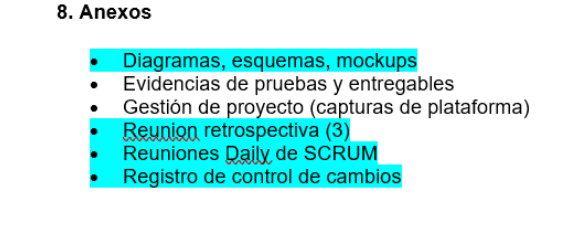 8. Anexos
• Diagramas, esquemas, mockups
• Evidencias de pruebas y entregables
• Gestión de proyecto (capturas de plataforma)
• Reunion retrospectiva (3)
• Reuniones Daily de SCRUM
• Registro de control de cambios